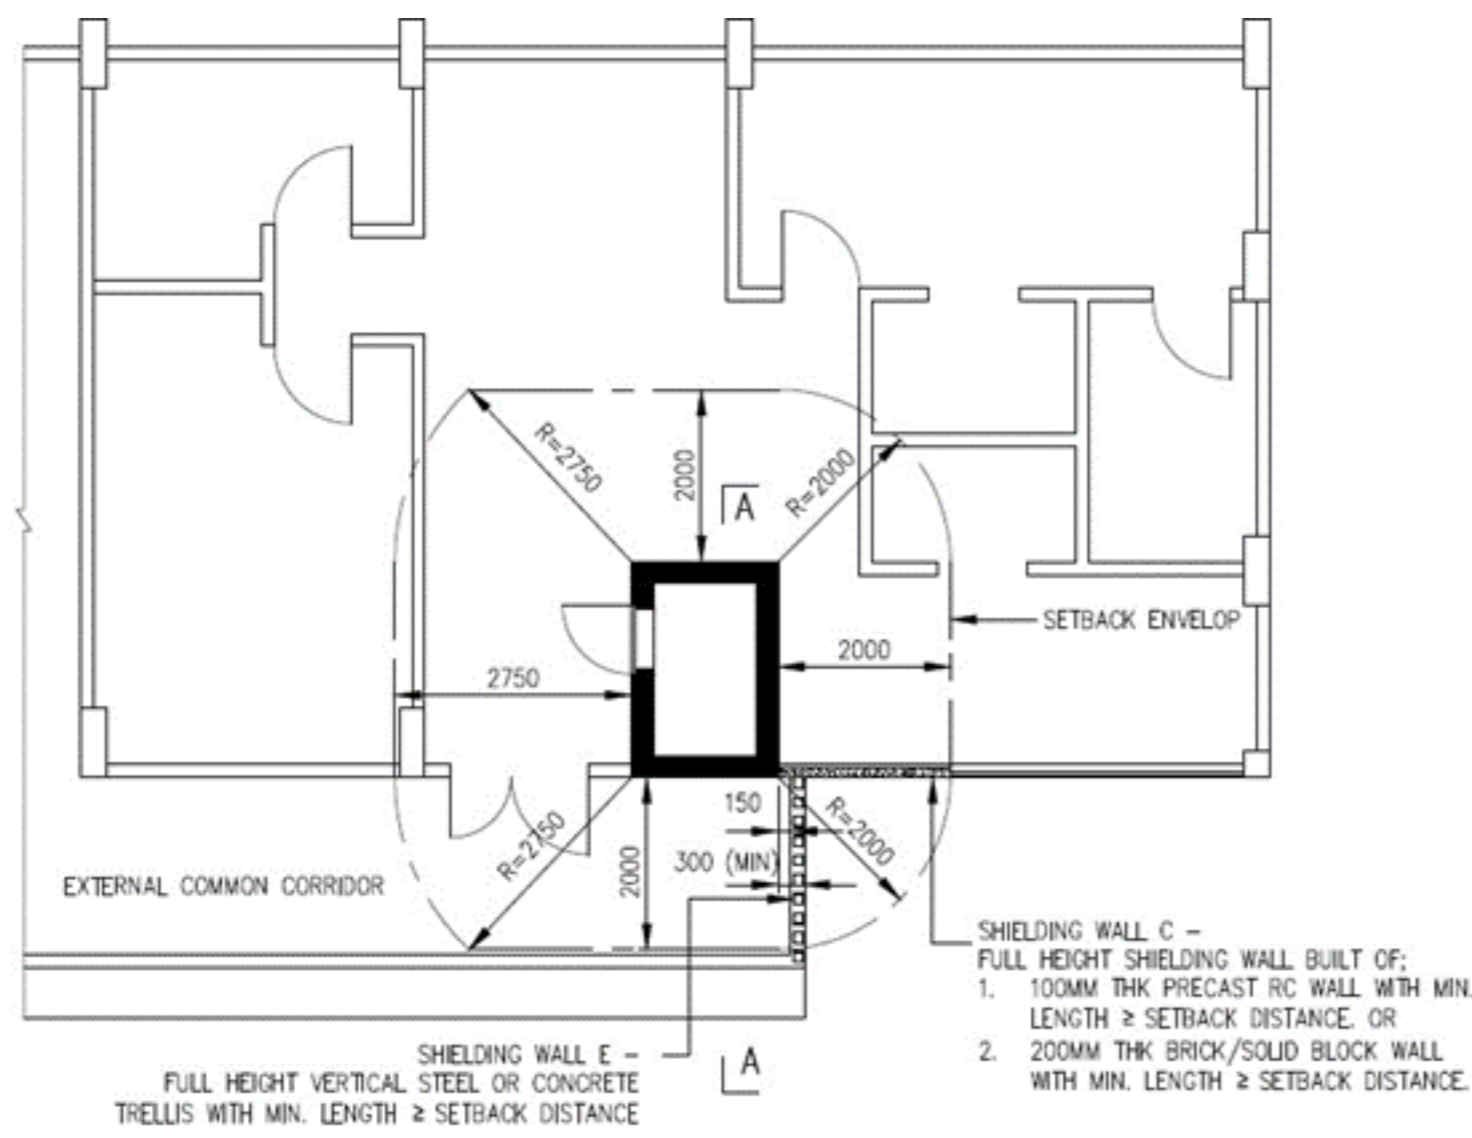 R=2750
2000
R=2000
A
SETBACK ENVELOP
2000
2750
150
R=2000
R=2750
2000
300 (MIN)
EXTERNAL COMMON CORRIDOR
SHIELDING WALL C –
FULL HEIGHT SHIELDING WALL BUILT OF;
1. 100MM THK PRECAST RC WALL WITH MIN.
LENGTH ≥ SETBACK DISTANCE. OR
2. 200MM THK BRICK/SOLID BLOCK WALL
WITH MIN. LENGTH ≥ SETBACK DISTANCE.
SHIELDING WALL E –
FULL HEIGHT VERTICAL STEEL OR CONCRETE
TRELLIS WITH MIN. LENGTH ≥ SETBACK DISTANCE
A